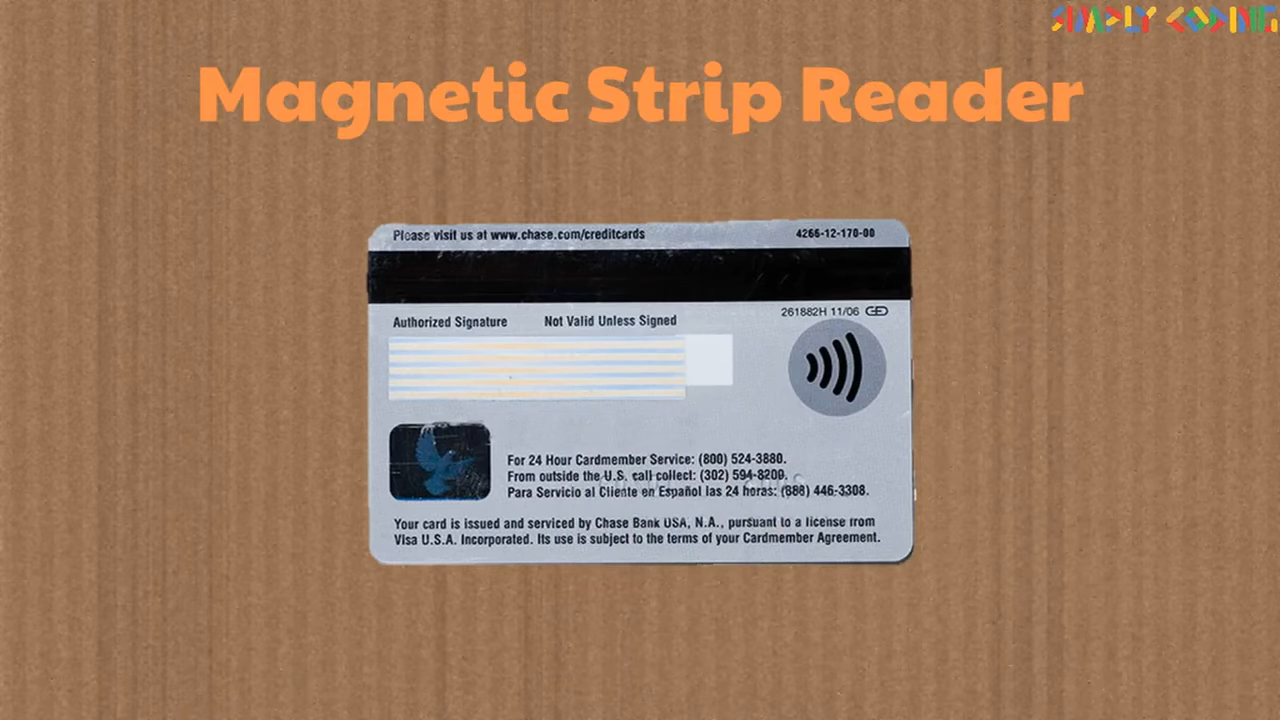 SIMPLY CODING
Magnetic Strip Reader
Please visit us at www.chase.com/creditcards
4266-12-170-00
261882H 11/06
Authorized Signature
Not Valid Unless Signed
For 24 Hour Cardmember Service: (800) 524-3880.
From outside the U.S. call collect: (302) 594-8200.
Para Servicio al Cliente en Español las 24 horas: (888) 446-3308.
Your card is issued and serviced by Chase Bank USA, N.A., pursuant to a license from
Visa U.S.A. Incorporated. Its use is subject to the terms of your Cardmember Agreement.